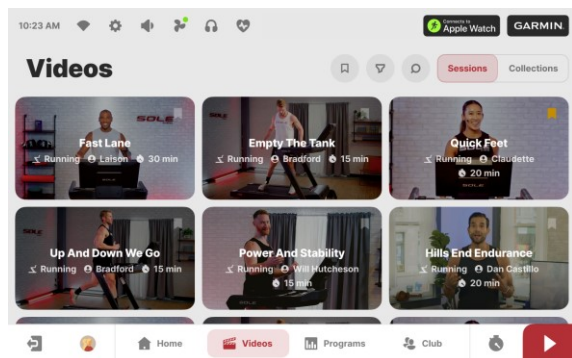 10:23 AM
Connects to
Apple Watch
GARMIN.
Videos
Sessions
Collections
SOLE
Fast Lane
Running Laison 30 min
Empty The Tank
Running Bradford 15 min
Quick Feet
Running Claudette
20 min
SOLE
SOLE
Up And Down We Go
Running Bradford 15 min
Power And Stability
Running Will Hutcheson
15 min
Hills End Endurance
Running Dan Castillo
20 min
Home
Videos
Programs
Club